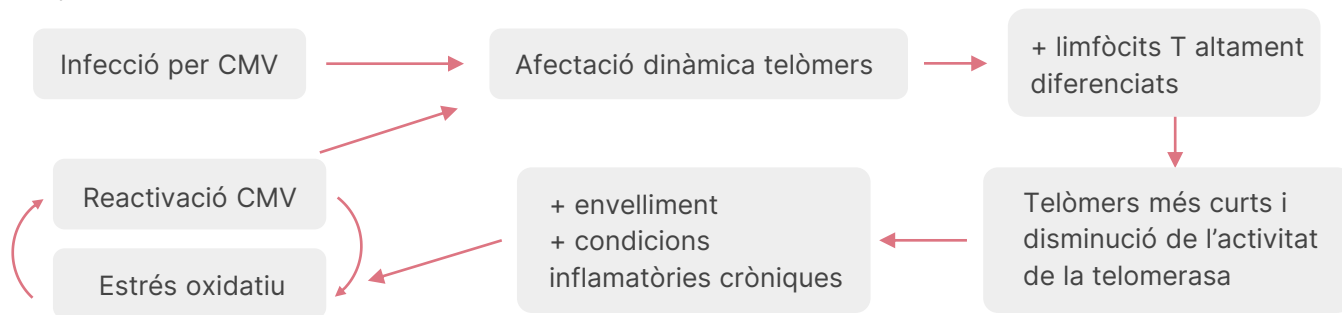 Infecció per CMV
Afectació dinàmica telòmers
+ limfòcits T altament
diferenciats
Reactivació CMV
Estrés oxidatiu
+ envelliment
+ condicions
inflamatòries cròniques
Telòmers més curts i
disminució de l’activitat
de la telomerasa